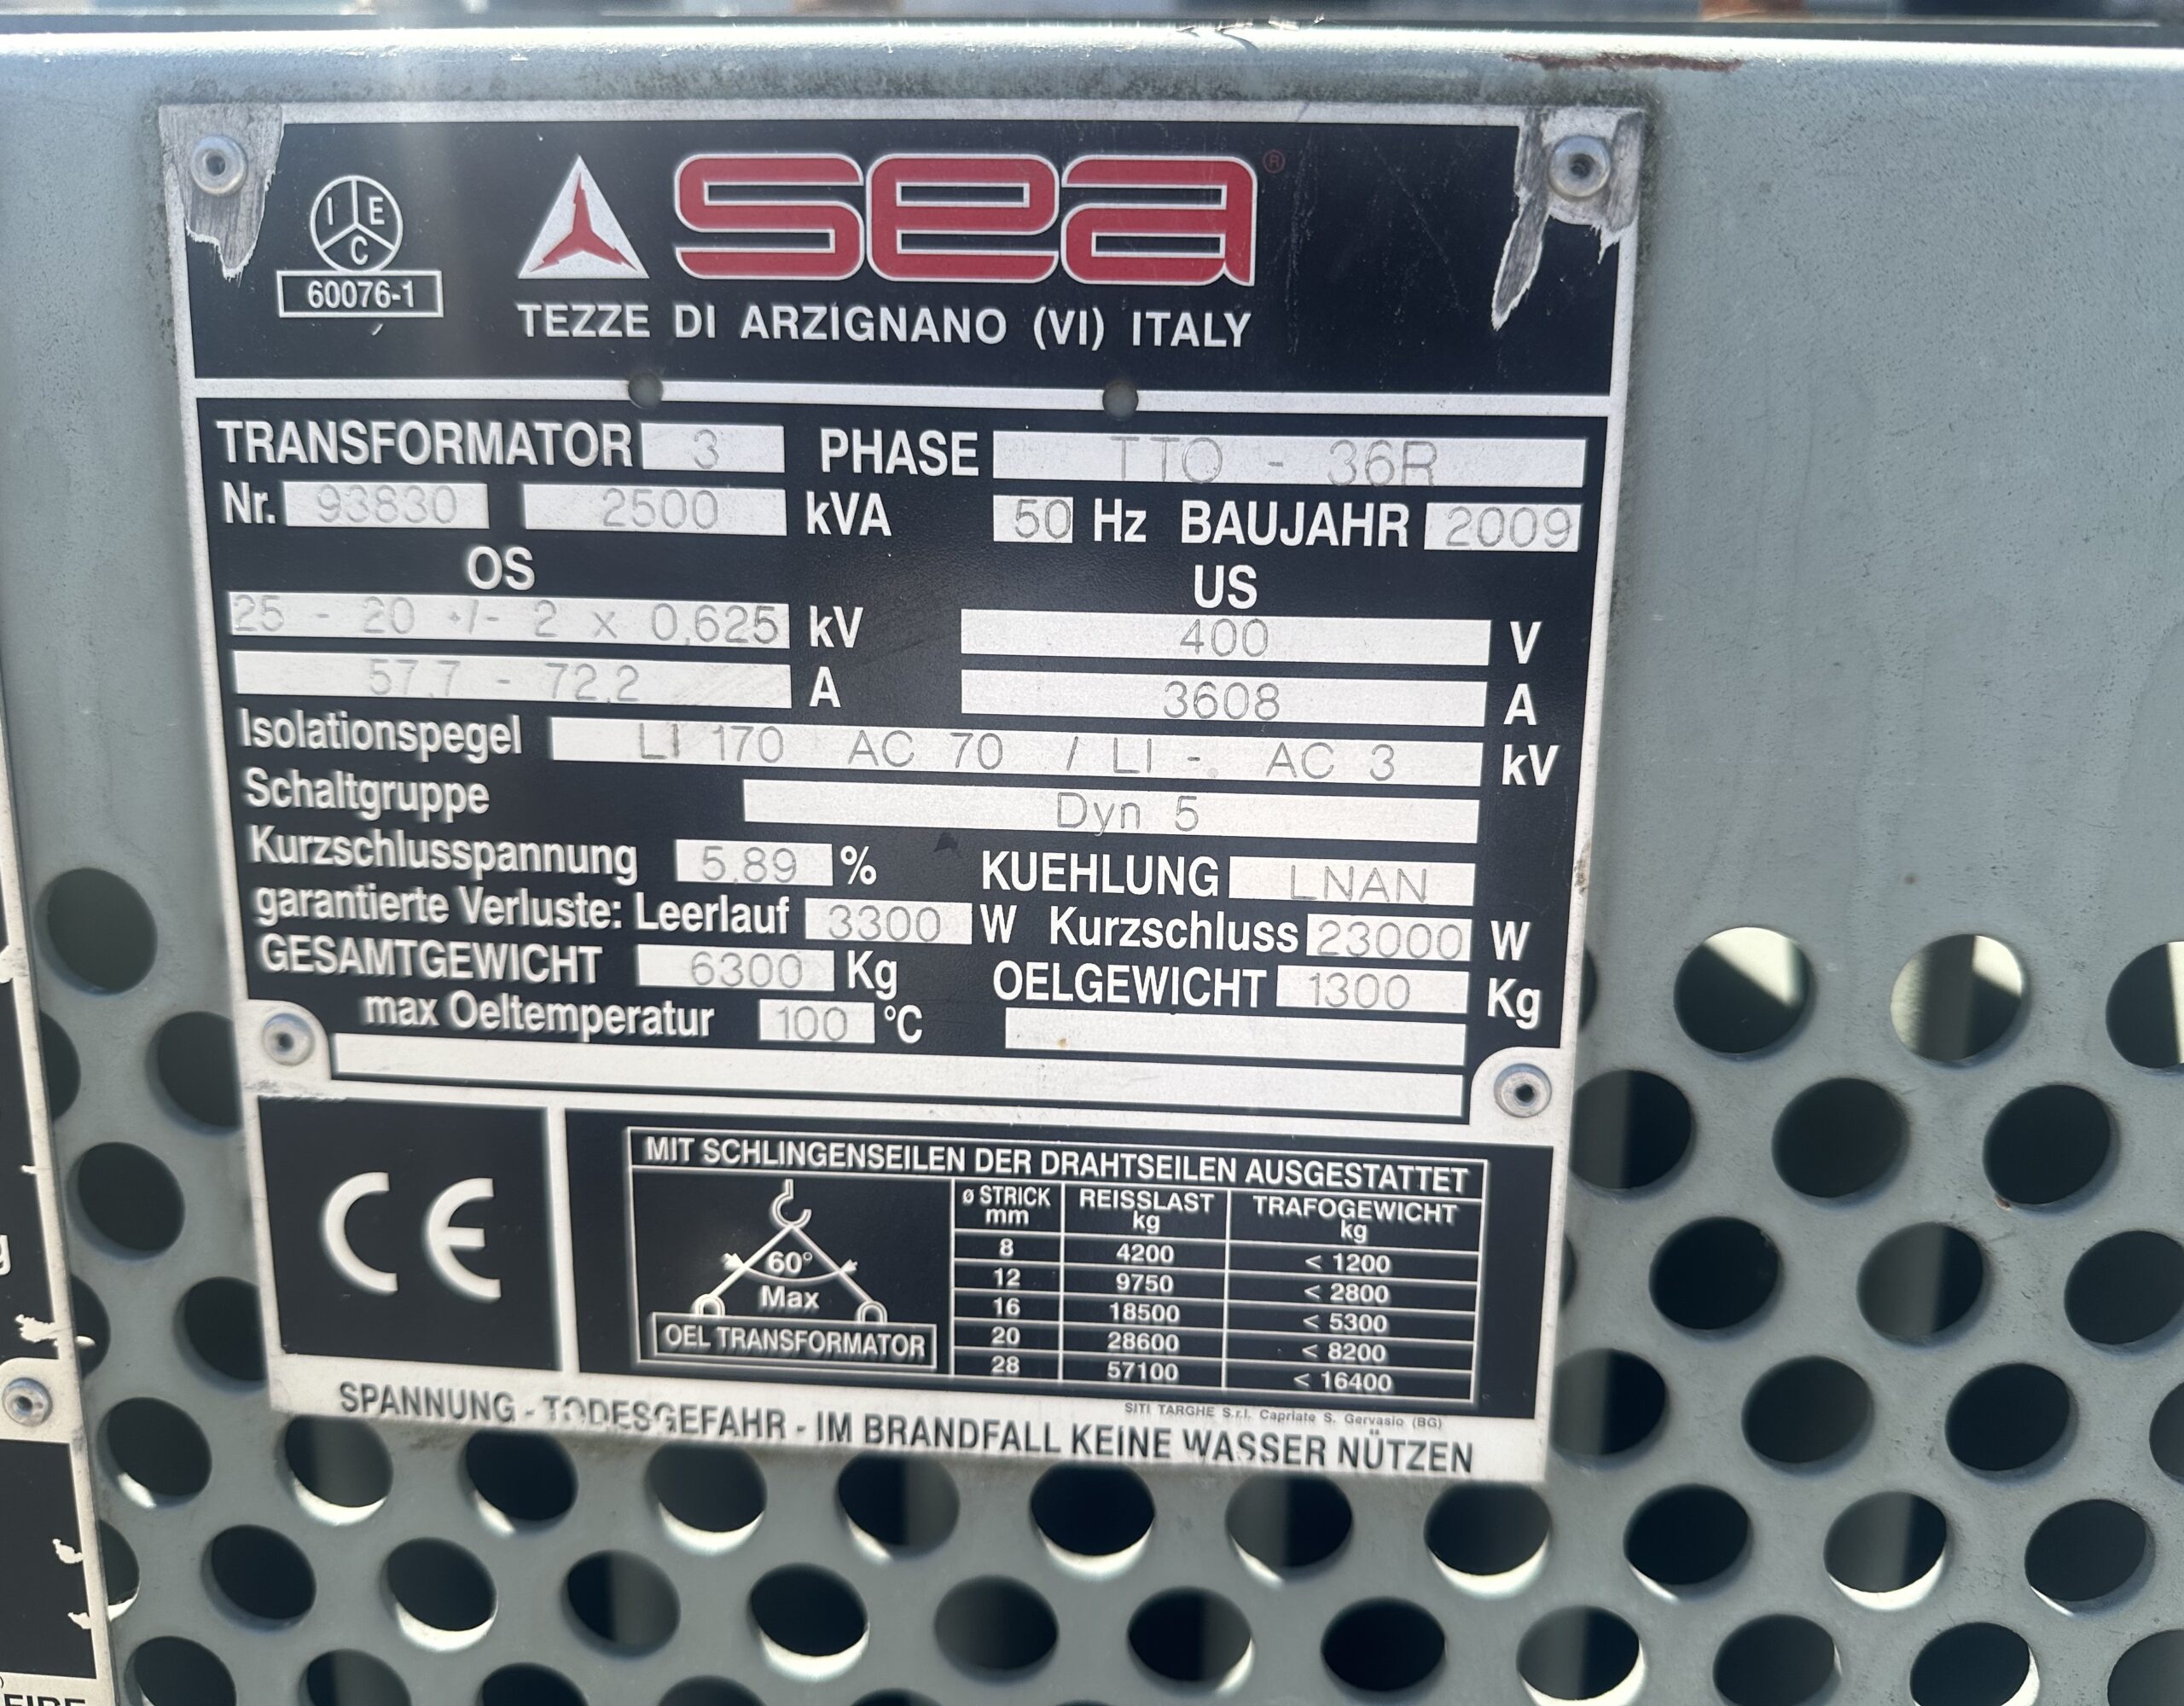 IEC
60076-1
sea®
TEZZE DI ARZIGNANO (VI) ITALY
TRANSFORMATOR 3 PHASE TTO - 36R
Nr. 93830 2500 kVA 50 Hz BAUJAHR 2009
OS US
25 - 20 +/- 2 x 0,625 kV 400 V
57,7 - 72,2 A 3608 A
Isolationspegel LI 170 AC 70 / LI - AC 3 kV
Schaltgruppe Dyn 5
Kurzschlusspannung 5,89 % KUEHLUNG LNAN
garantierte Verluste: Leerlauf 3300 W Kurzschluss 23000 W
GESAMTGEWICHT 6300 Kg OELGEWICHT 1300 Kg
max Oeltemperatur 100 °C
CE
MIT SCHLINGENSEILEN DER DRAHTSEILEN AUSGESTATTET
60°
Max
OEL TRANSFORMATOR
ø STRICK mm REISSLAST kg TRAFOGEWICHT kg
8 4200 < 1200
12 9750 < 2800
16 18500 < 5300
20 28600 < 8200
28 57100 < 16400
SITI TARGHE S.r.l. Capriate S. Gervasio (BG)
SPANNUNG - TODESGEFAHR - IM BRANDFALL KEINE WASSER NÜTZEN